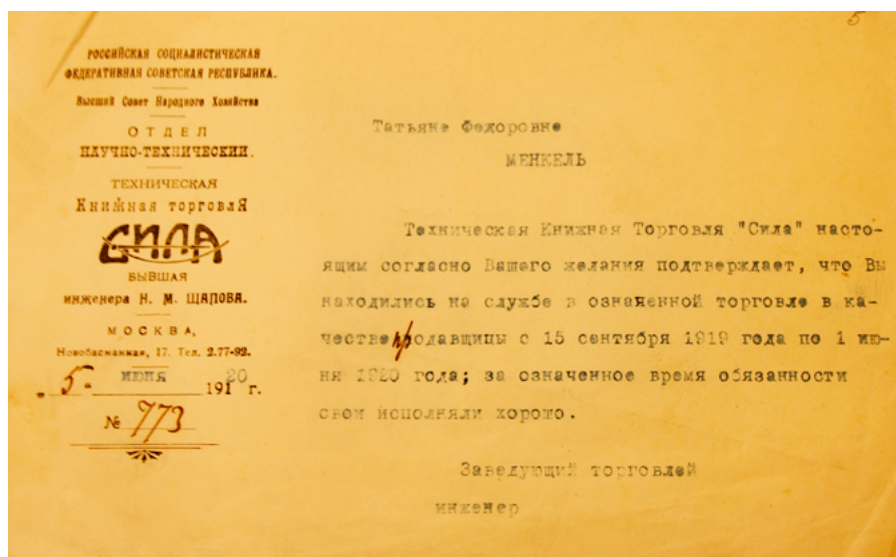 5
РОССИЙСКАЯ СОЦИАЛИСТИЧЕСКАЯ
ФЕДЕРАТИВНАЯ СОВЕТСКАЯ РЕСПУБЛИКА.
Высший Совет Народного Хозяйства
ОТДЕЛ
НАУЧНО-ТЕХНИЧЕСКИЙ.
ТЕХНИЧЕСКАЯ
Книжная торговлЯ
СИЛА
БЫВШАЯ
инженера Н. М. ЩАПОВА.
МОСКВА,
Новобасманная, 17. Тел. 2.77-92.
„ 5 - июня 1920 г.
№ 773
Татьяне Федоровне
МЕНКЕЛЬ
Техническая Книжная Торговля "Сила" насто-
ящим согласно Вашего желания подтверждает, что Вы
находились на службе в означенной торговле в ка-
честве продавщицы с 15 сентября 1919 года по 1 ию-
ня 1920 года; за означенное время обязанности
свои исполняли хорошо.
Заведующий торговлей
инженер